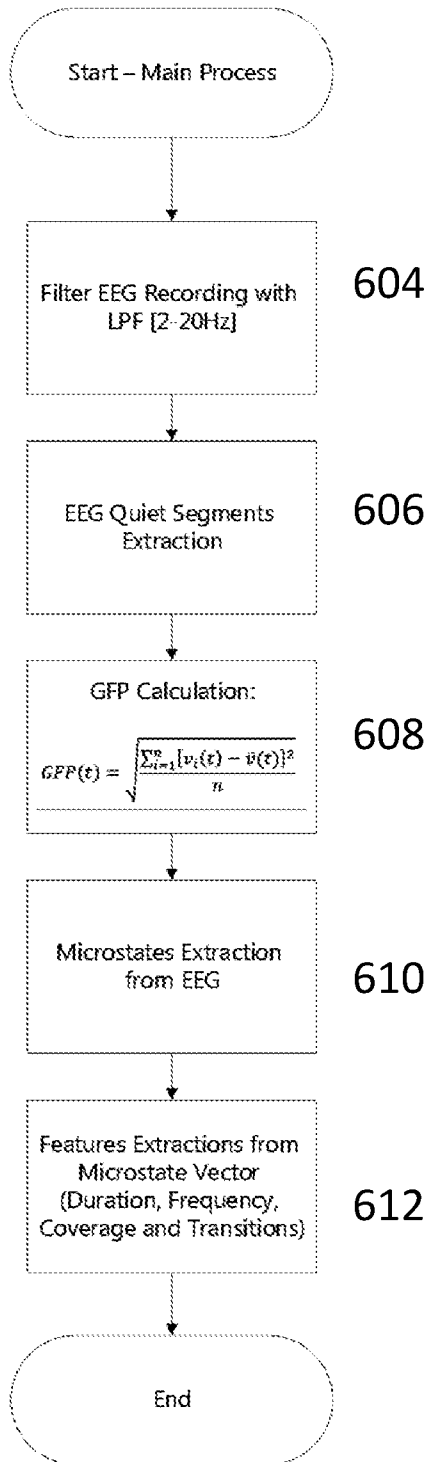 Start – Main Process
Filter EEG Recording with
LPF [2-20Hz]
604
EEG Quiet Segments
Extraction
606
GFP Calculation:
GFP(t) = √(∑ⁿᵢ₌₁[vᵢ(t) − v̄(t)]² / n)
608
Microstates Extraction
from EEG
610
Features Extractions from
Microstate Vector
(Duration, Frequency,
Coverage and Transitions)
612
End